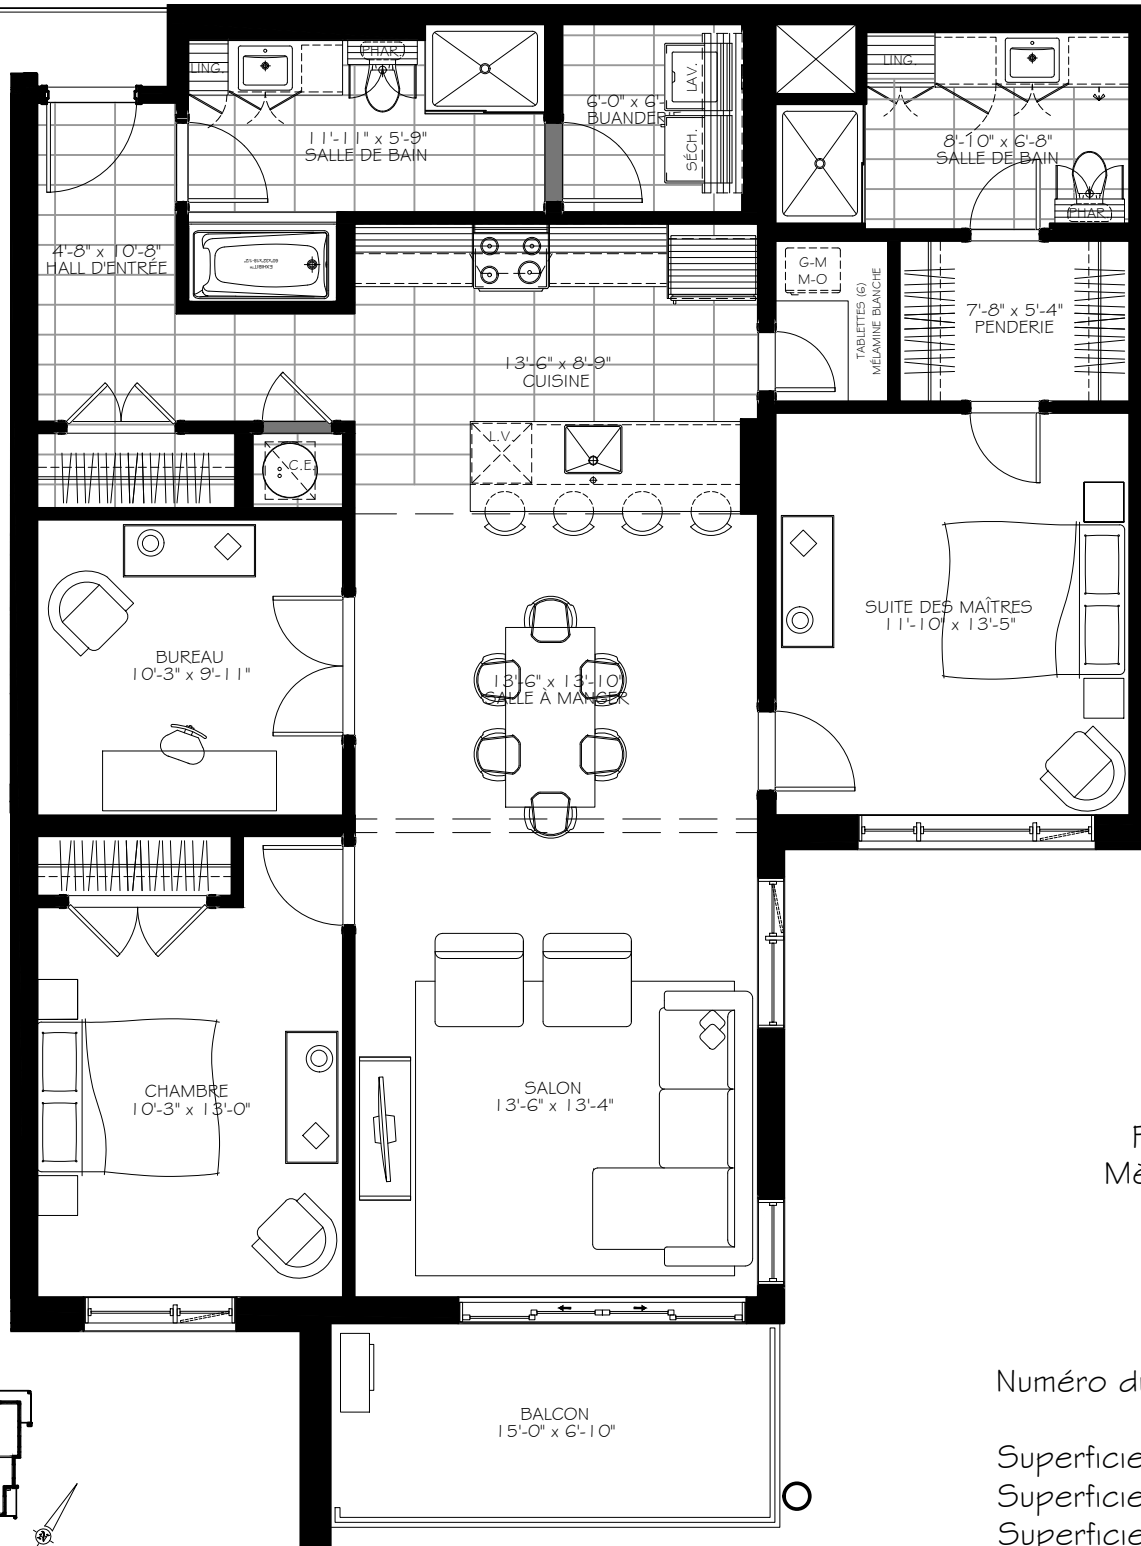 LING.
PHAR.
11'-11" x 5'-9"
SALLE DE BAIN
6'-0" x 6'-
BUANDERIE
LAV.
SÉCH.
LING.
8'-10" x 6'-8"
SALLE DE BAIN
PHAR.
4'-8" x 10'-8"
HALL D'ENTRÉE
G-M
M-O
TABLETTES (6)
MÉLAMINE BLANCHE
7'-8" x 5'-4"
PENDERIE
13'-6" x 8'-9"
CUISINE
L.V.
C.E.
SUITE DES MAÎTRES
11'-10" x 13'-5"
BUREAU
10'-3" x 9'-11"
13'-6" x 13'-10"
SALLE À MANGER
CHAMBRE
10'-3" x 13'-0"
SALON
13'-6" x 13'-4"
BALCON
15'-0" x 6'-10"
Numéro du
Superficie
Superficie
Superficie